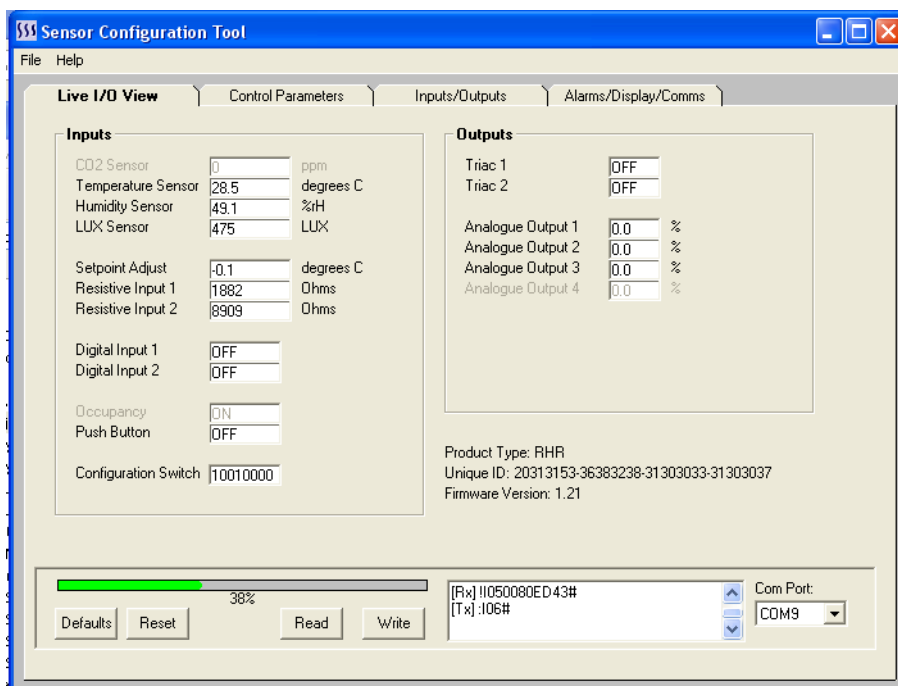 SSS Sensor Configuration Tool
File Help
Live I/O View Control Parameters Inputs/Outputs Alarms/Display/Comms
Inputs
CO2 Sensor 0 ppm
Temperature Sensor 28.5 degrees C
Humidity Sensor 49.1 %rH
LUX Sensor 475 LUX
Setpoint Adjust -0.1 degrees C
Resistive Input 1 1882 Ohms
Resistive Input 2 8909 Ohms
Digital Input 1 OFF
Digital Input 2 OFF
Occupancy ON
Push Button OFF
Configuration Switch 10010000
Outputs
Triac 1 OFF
Triac 2 OFF
Analogue Output 1 0.0 %
Analogue Output 2 0.0 %
Analogue Output 3 0.0 %
Analogue Output 4 0.0 %
Product Type: RHR
Unique ID: 20313153-36383238-31303033-31303037
Firmware Version: 1.21
38%
Defaults Reset Read Write
[Rx] !I050080ED43#
[Tx] :I06#
Com Port:
COM9